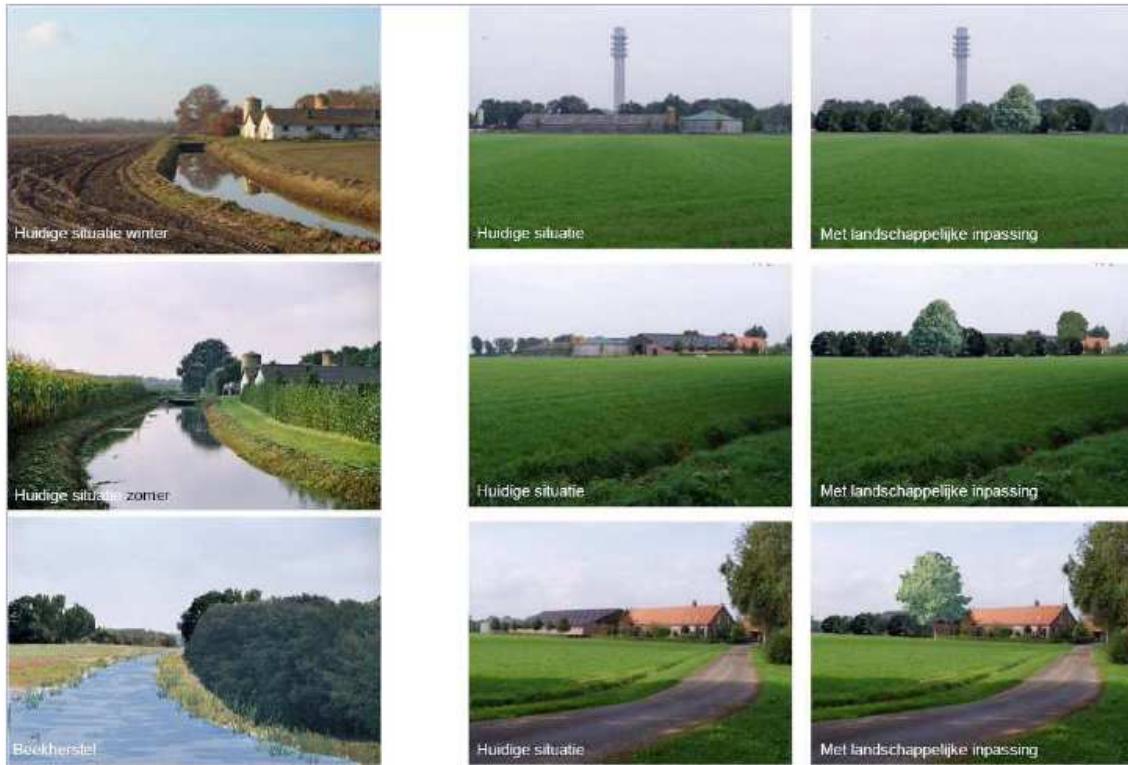 Huidige situatie winter
Huidige situatie
Met landschappelijke inpassing
Huidige situatie zomer
Huidige situatie
Met landschappelijke inpassing
Beekherstel
Huidige situatie
Met landschappelijke inpassing